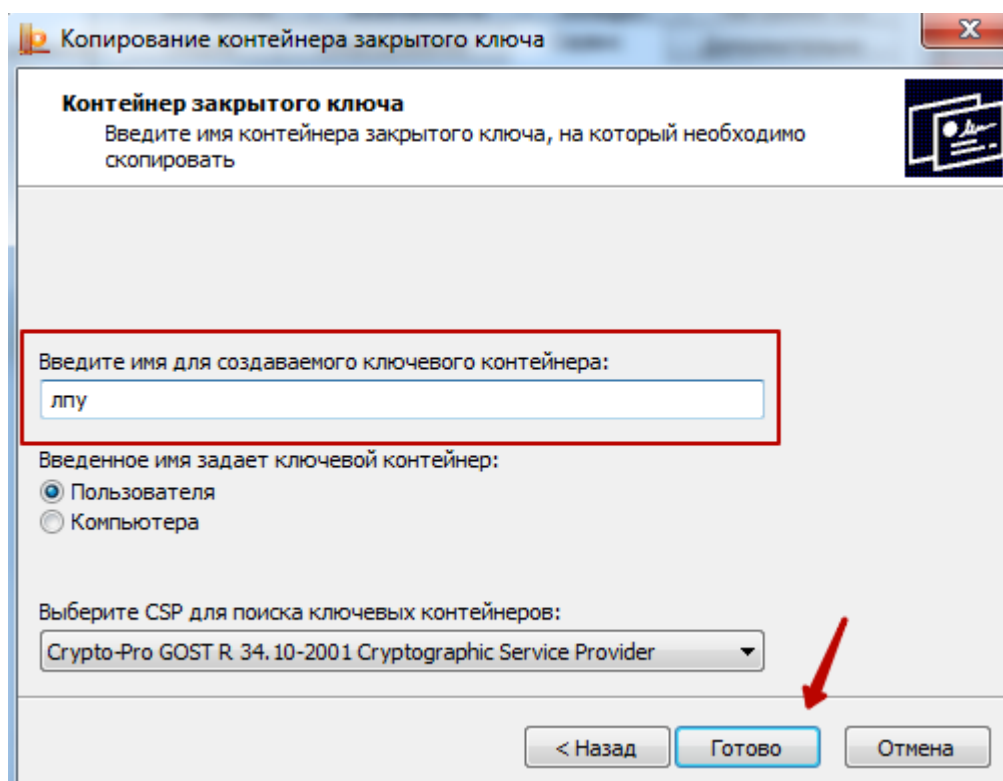 Копирование контейнера закрытого ключа
Контейнер закрытого ключа
Введите имя контейнера закрытого ключа, на который необходимо
скопировать
Введите имя для создаваемого ключевого контейнера:
лпу
Введенное имя задает ключевой контейнер:
Пользователя
Компьютера
Выберите CSP для поиска ключевых контейнеров:
Crypto-Pro GOST R 34.10-2001 Cryptographic Service Provider
< Назад Готово Отмена